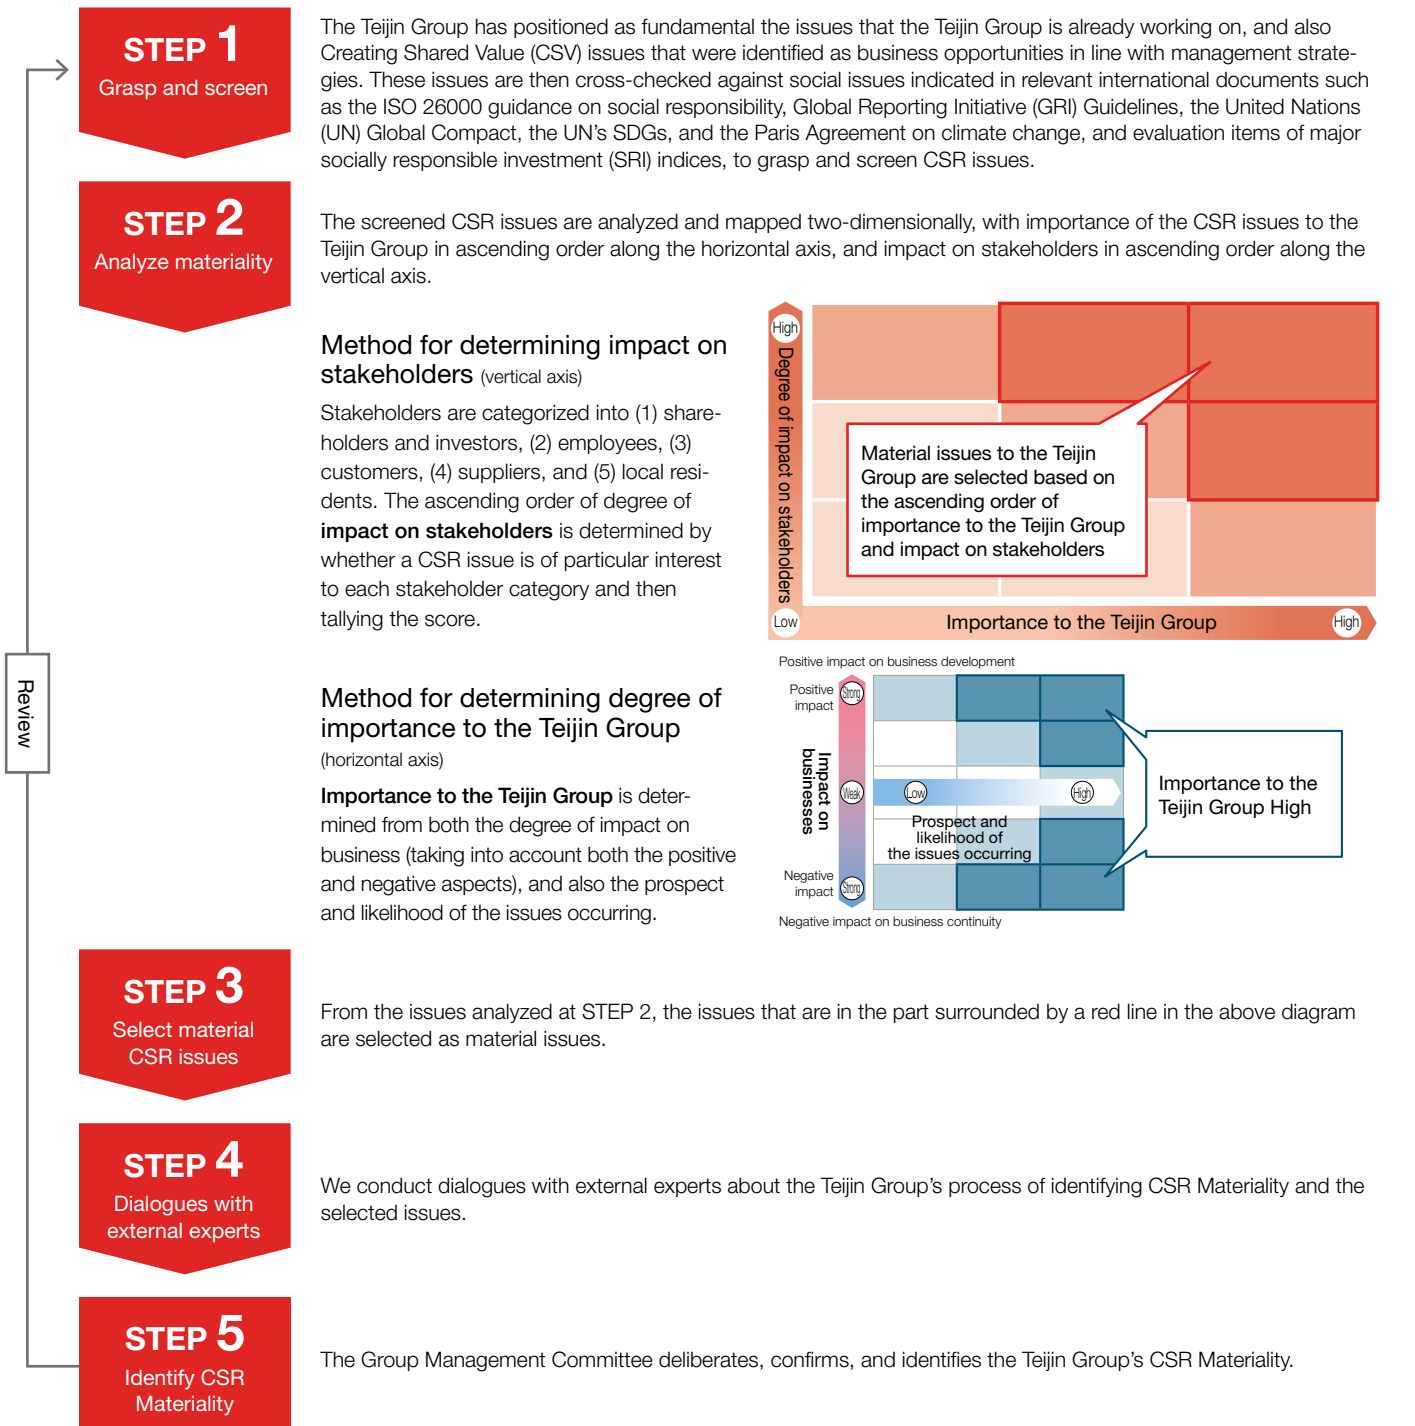 STEP 1
Grasp and screen
The Teijin Group has positioned as fundamental the issues that the Teijin Group is already working on, and also
Creating Shared Value (CSV) issues that were identified as business opportunities in line with management strate-
gies. These issues are then cross-checked against social issues indicated in relevant international documents such
as the ISO 26000 guidance on social responsibility, Global Reporting Initiative (GRI) Guidelines, the United Nations
(UN) Global Compact, the UN's SDGs, and the Paris Agreement on climate change, and evaluation items of major
socially responsible investment (SRI) indices, to grasp and screen CSR issues.
STEP 2
Analyze materiality
The screened CSR issues are analyzed and mapped two-dimensionally, with importance of the CSR issues to the
Teijin Group in ascending order along the horizontal axis, and impact on stakeholders in ascending order along the
vertical axis.
Method for determining impact on
stakeholders (vertical axis)
Stakeholders are categorized into (1) share-
holders and investors, (2) employees, (3)
customers, (4) suppliers, and (5) local resi-
dents. The ascending order of degree of
impact on stakeholders is determined by
whether a CSR issue is of particular interest
to each stakeholder category and then
tallying the score.
High
Degree of impact on stakeholders
Material issues to the Teijin
Group are selected based on
the ascending order of
importance to the Teijin Group
and impact on stakeholders
Low
Importance to the Teijin Group
High
Method for determining degree of
importance to the Teijin Group
(horizontal axis)
Importance to the Teijin Group is deter-
mined from both the degree of impact on
business (taking into account both the positive
and negative aspects), and also the prospect
and likelihood of the issues occurring.
Positive impact on business development
Positive
impact
Strong
Impact on
businesses
Weak
Low
High
Prospect and
likelihood of
the issues occurring
Negative
impact
Strong
Negative impact on business continuity
Importance to the
Teijin Group High
Review
STEP 3
Select material
CSR issues
From the issues analyzed at STEP 2, the issues that are in the part surrounded by a red line in the above diagram
are selected as material issues.
STEP 4
Dialogues with
external experts
We conduct dialogues with external experts about the Teijin Group's process of identifying CSR Materiality and the
selected issues.
STEP 5
Identify CSR
Materiality
The Group Management Committee deliberates, confirms, and identifies the Teijin Group's CSR Materiality.